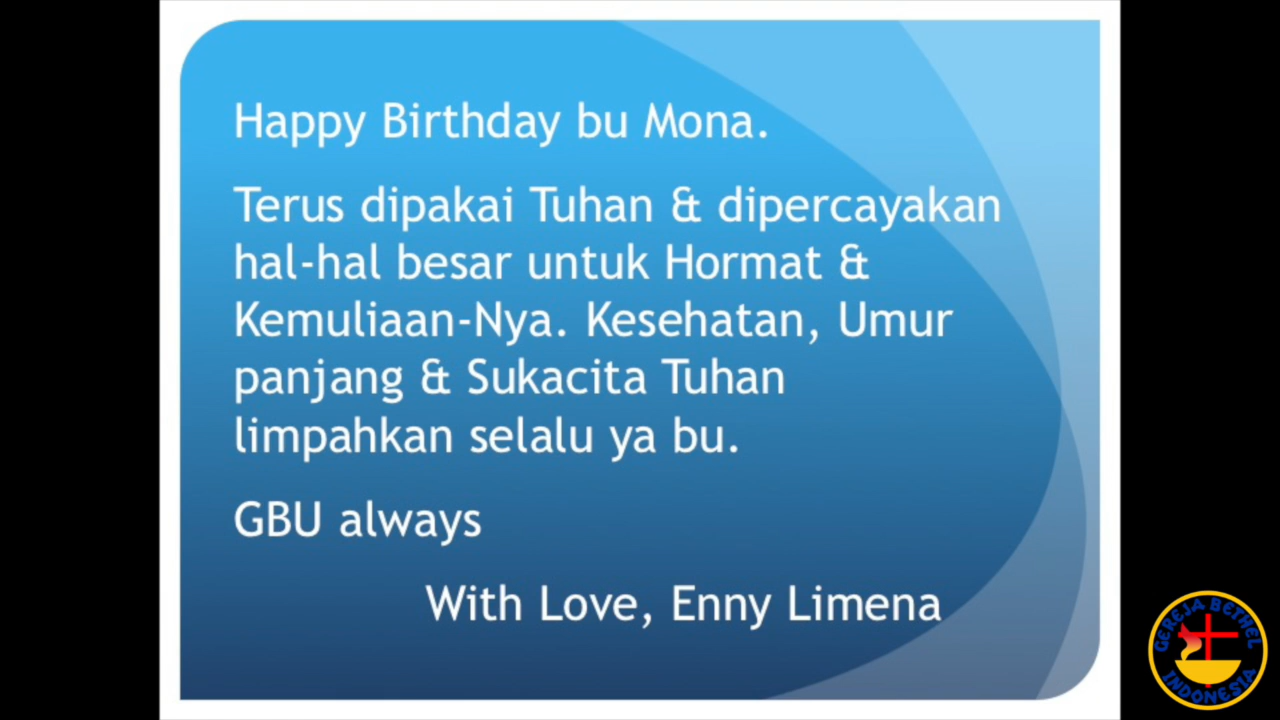 Happy Birthday bu Mona.
Terus dipakai Tuhan & dipercayakan
hal-hal besar untuk Hormat &
Kemuliaan-Nya. Kesehatan, Umur
panjang & Sukacita Tuhan
limpahkan selalu ya bu.
GBU always
With Love, Enny Limena
GEREJA BETHEL
INDONESIA